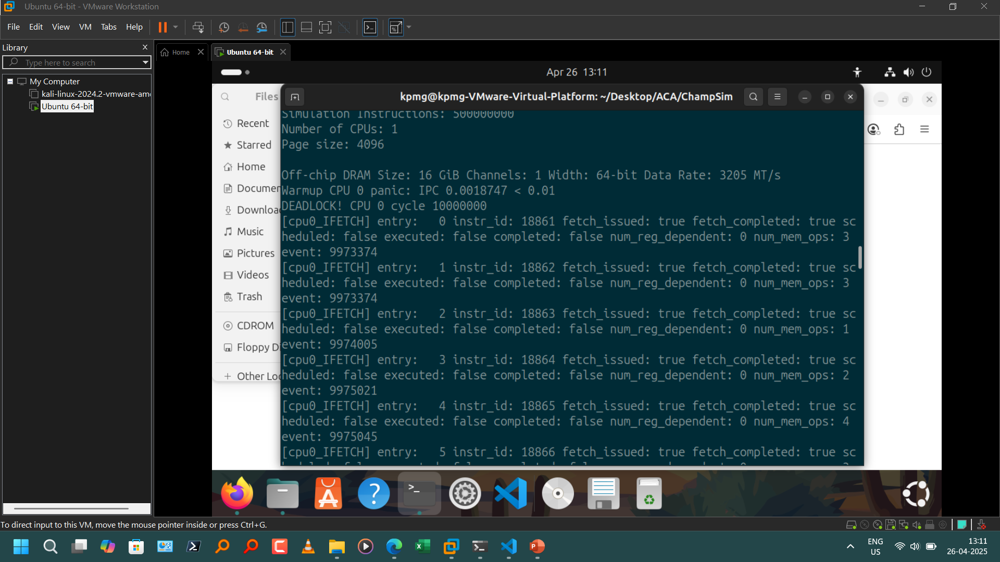 Ubuntu 64-bit - VMware Workstation
File Edit View VM Tabs Help
Library
Type here to search
My Computer
kali-linux-2024.2-vmware-am
Ubuntu 64-bit
Home
Ubuntu 64-bit
Apr 26 13:11
Files
Recent
Starred
Home
Documen
Downloa
Music
Pictures
Videos
Trash
CDROM
Floppy Di
Other Loc
kpmg@kpmg-VMware-Virtual-Platform: ~/Desktop/ACA/ChampSim
Simulation Instructions: 500000000
Number of CPUs: 1
Page size: 4096
Off-chip DRAM Size: 16 GiB Channels: 1 Width: 64-bit Data Rate: 3205 MT/s
Warmup CPU 0 panic: IPC 0.0018747 < 0.01
DEADLOCK! CPU 0 cycle 10000000
[cpu0_IFETCH] entry:   0 instr_id: 18861 fetch_issued: true fetch_completed: true sc
heduled: false executed: false completed: false num_reg_dependent: 0 num_mem_ops: 3
event: 9973374
[cpu0_IFETCH] entry:   1 instr_id: 18862 fetch_issued: true fetch_completed: true sc
heduled: false executed: false completed: false num_reg_dependent: 0 num_mem_ops: 3
event: 9973374
[cpu0_IFETCH] entry:   2 instr_id: 18863 fetch_issued: true fetch_completed: true sc
heduled: false executed: false completed: false num_reg_dependent: 0 num_mem_ops: 1
event: 9974005
[cpu0_IFETCH] entry:   3 instr_id: 18864 fetch_issued: true fetch_completed: true sc
heduled: false executed: false completed: false num_reg_dependent: 0 num_mem_ops: 2
event: 9975021
[cpu0_IFETCH] entry:   4 instr_id: 18865 fetch_issued: true fetch_completed: true sc
heduled: false executed: false completed: false num_reg_dependent: 0 num_mem_ops: 4
event: 9975045
[cpu0_IFETCH] entry:   5 instr_id: 18866 fetch_issued: true fetch_completed: true sc
To direct input to this VM, move the mouse pointer inside or press Ctrl+G.
ENG
US
13:11
26-04-2025